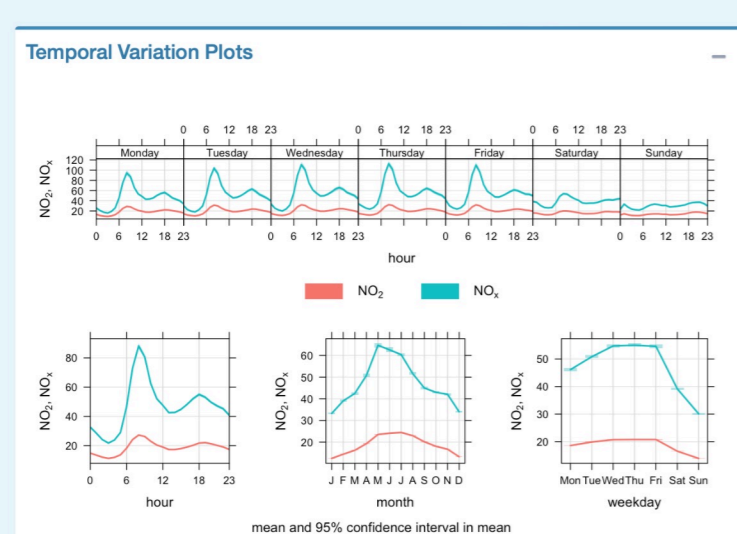 Temporal Variation Plots
0 6 12 18 23 0 6 12 18 23 0 6 12 18 23
Monday Tuesday Wednesday Thursday Friday Saturday Sunday
NO₂, NOₓ
120
100
80
60
40
20
0 6 12 18 23 0 6 12 18 23 0 6 12 18 23 0 6 12 18 23
hour
NO₂ NOₓ
NO₂, NOₓ
80
60
40
20
0 6 12 18 23
hour
NO₂, NOₓ
60
50
40
30
20
J F M A M J J A S O N D
month
NO₂, NOₓ
50
40
30
20
Mon Tue Wed Thu Fri Sat Sun
weekday
mean and 95% confidence interval in mean